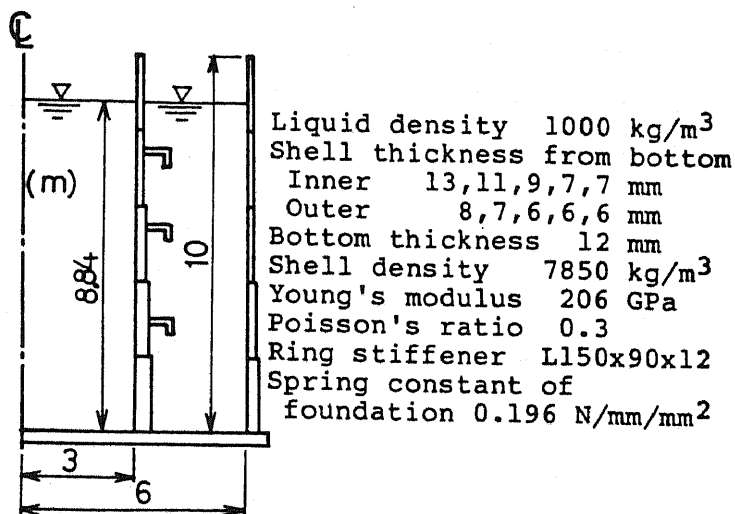 ℄
(m)
8.84
10
3
6
Liquid density 1000 kg/m³
Shell thickness from bottom
Inner 13,11,9,7,7 mm
Outer 8,7,6,6,6 mm
Bottom thickness 12 mm
Shell density 7850 kg/m³
Young's modulus 206 GPa
Poisson's ratio 0.3
Ring stiffener L150x90x12
Spring constant of
foundation 0.196 N/mm/mm²